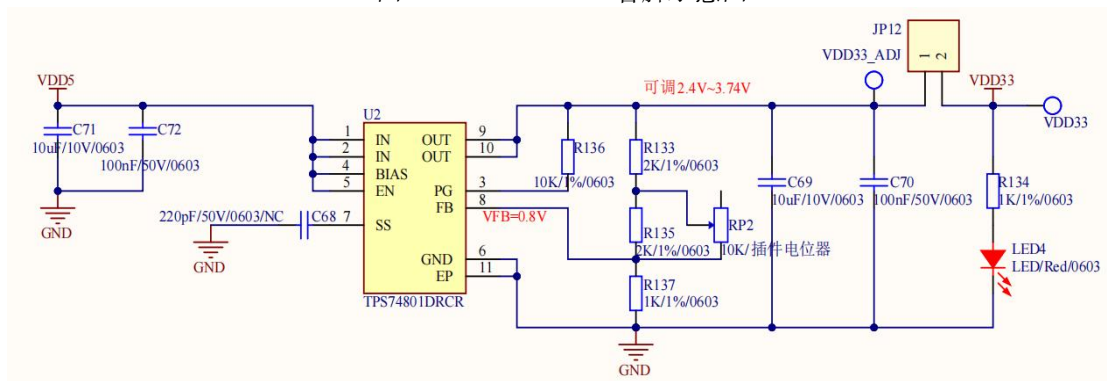 JP12
VDD33_ADJ
1
2
VDD33
VDD5
可调2.4V~3.74V
VDD33
U2
C71
10uF/10V/0603
C72
100nF/50V/0603
1
IN
2
IN
4
BIAS
5
EN
7
SS
OUT
9
OUT
10
PG
3
FB
8
GND
6
EP
11
TPS74801DRCR
R136
10K/1%/0603
R133
2K/1%/0603
VFB=0.8V
R135
2K/1%/0603
RP2
10K/插件电位器
R137
1K/1%/0603
C69
10uF/10V/0603
C70
100nF/50V/0603
R134
1K/1%/0603
LED4
LED/Red/0603
220pF/50V/0603/NC
C68
GND
GND
GND